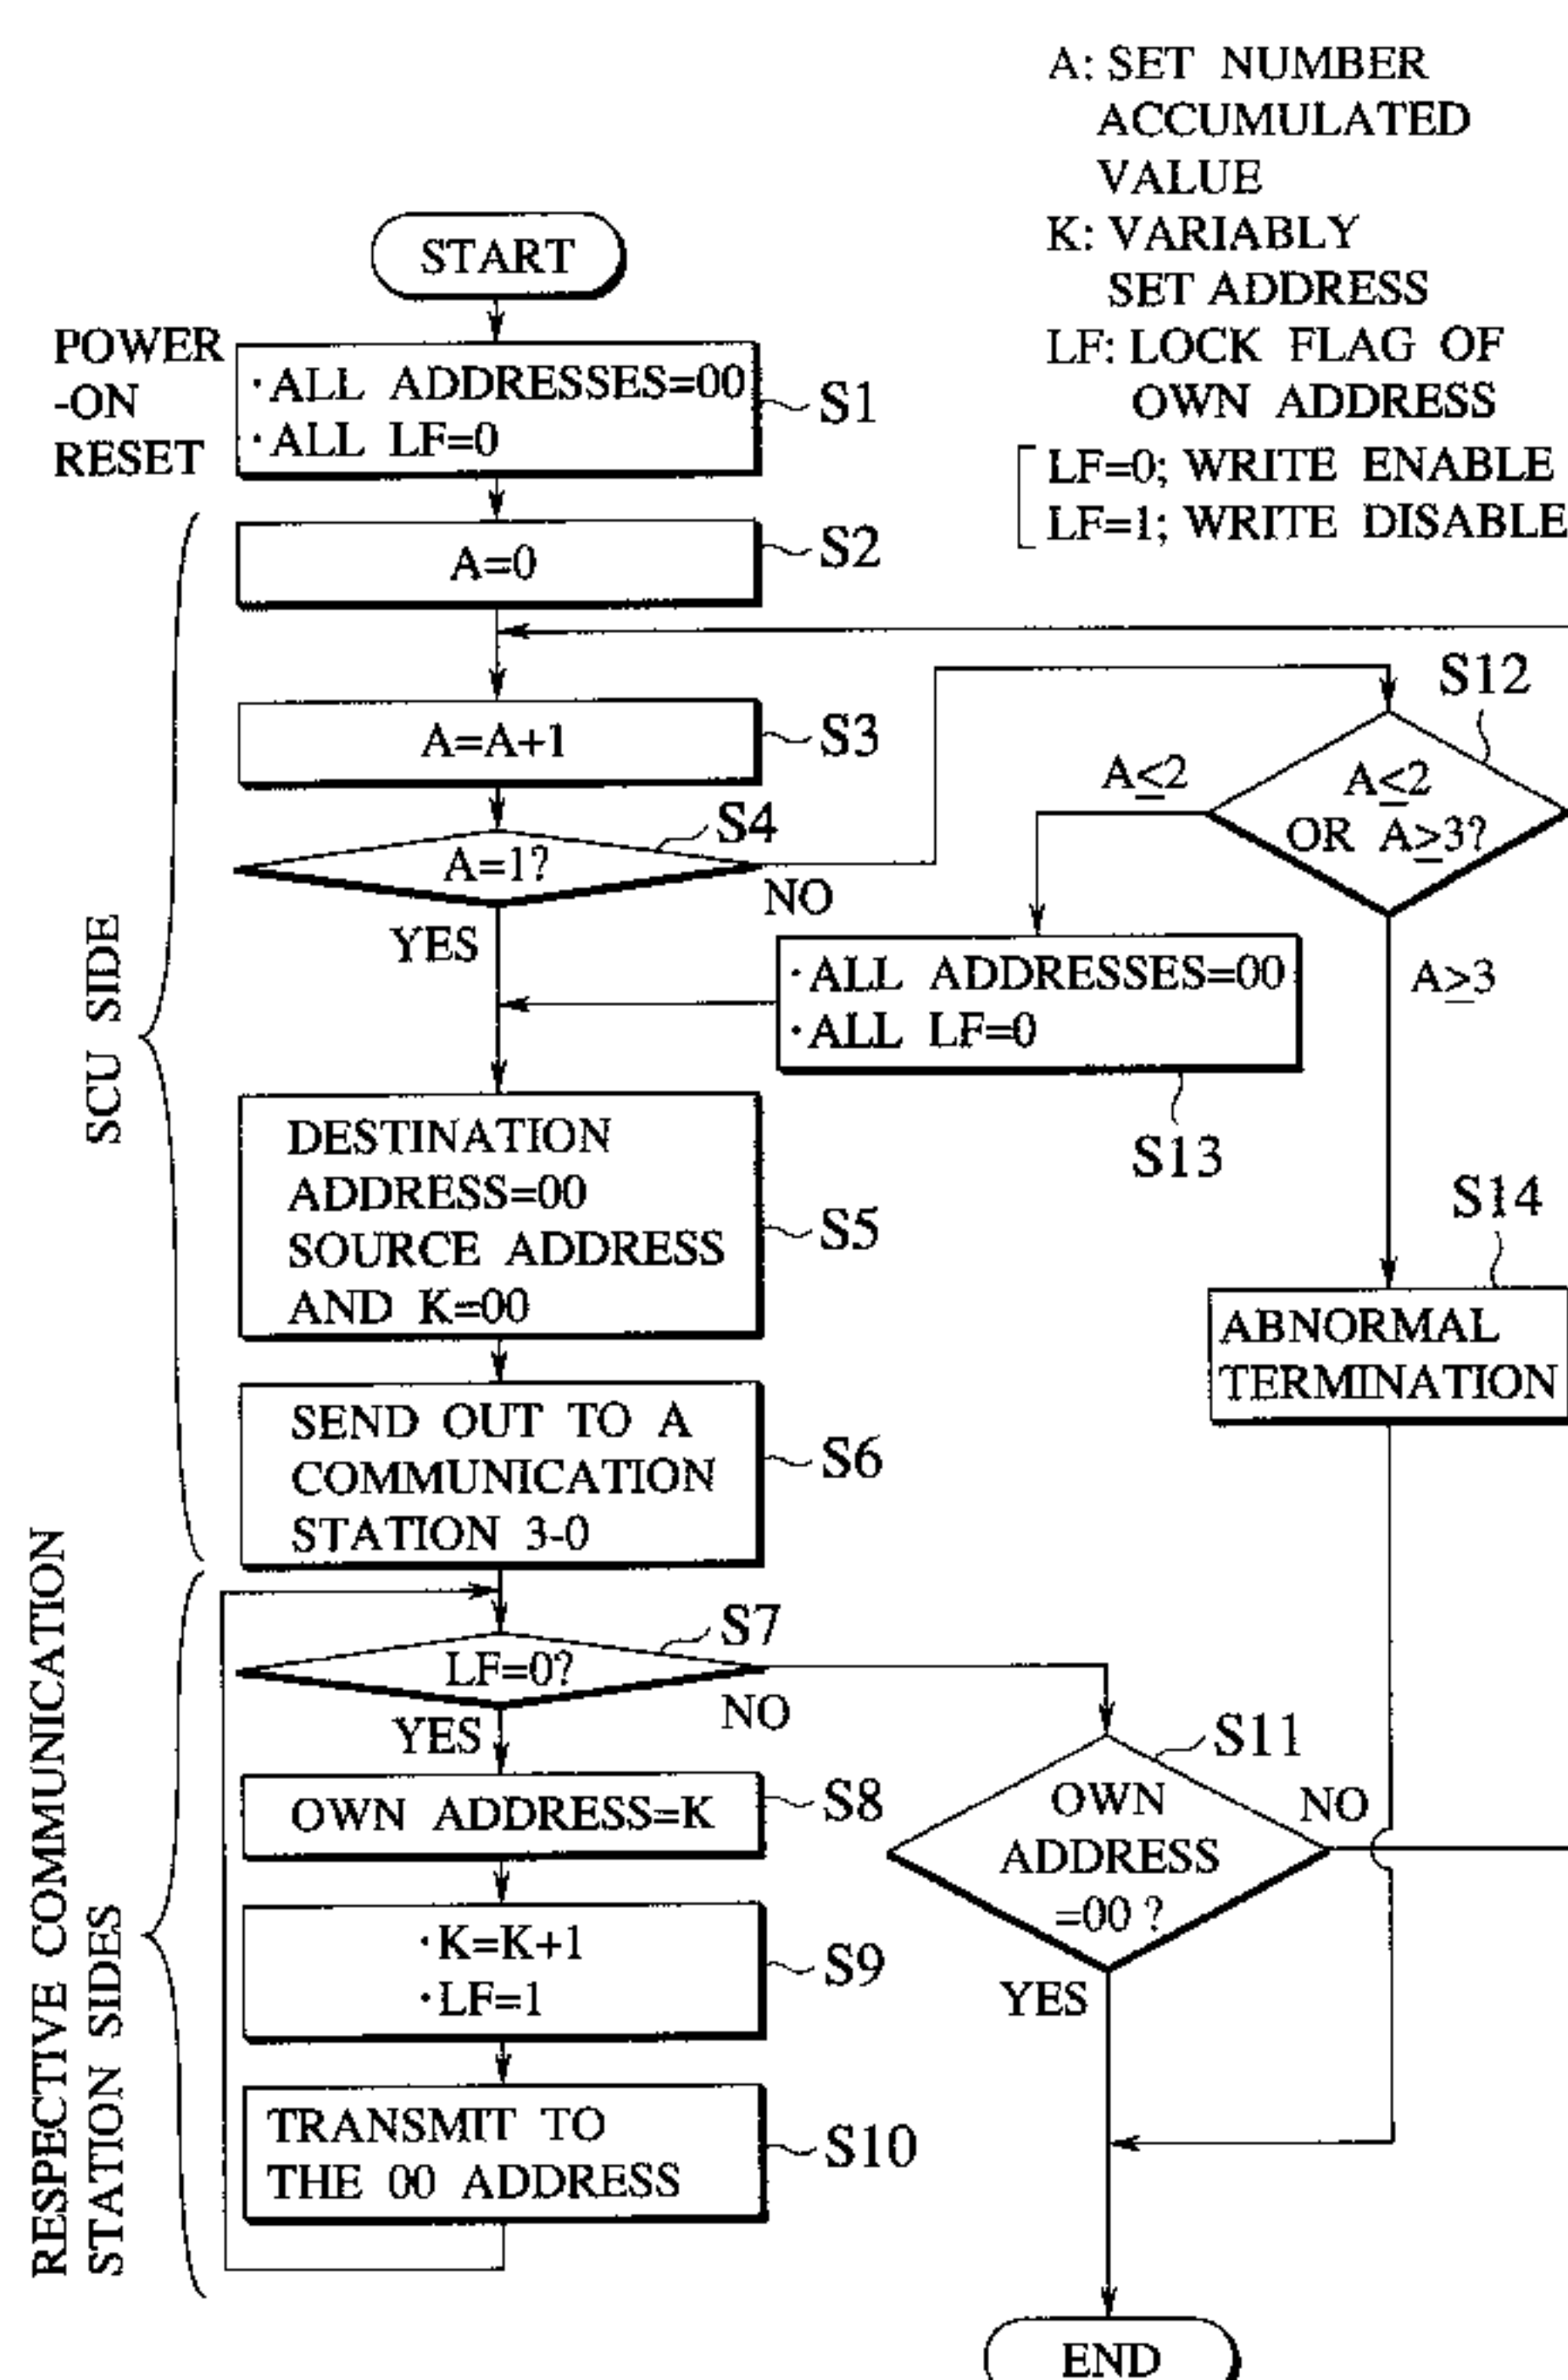 A: SET NUMBER
ACCUMULATED
VALUE
K: VARIABLY
SET ADDRESS
LF: LOCK FLAG OF
OWN ADDRESS
LF=0; WRITE ENABLE
LF=1; WRITE DISABLE
START
POWER
-ON
RESET
·ALL ADDRESSES=00
·ALL LF=0
S1
A=0
S2
A=A+1
S3
A=1?
S4
NO
YES
S12
A≤2
OR A≥3?
A≤2
A≥3
·ALL ADDRESSES=00
·ALL LF=0
S13
SCU SIDE
DESTINATION
ADDRESS=00
SOURCE ADDRESS
AND K=00
S5
S14
ABNORMAL
TERMINATION
SEND OUT TO A
COMMUNICATION
STATION 3-0
S6
RESPECTIVE COMMUNICATION
STATION SIDES
LF=0?
S7
NO
YES
OWN ADDRESS=K
S8
S11
OWN
ADDRESS
=00 ?
NO
YES
·K=K+1
·LF=1
S9
TRANSMIT TO
THE 00 ADDRESS
S10
END